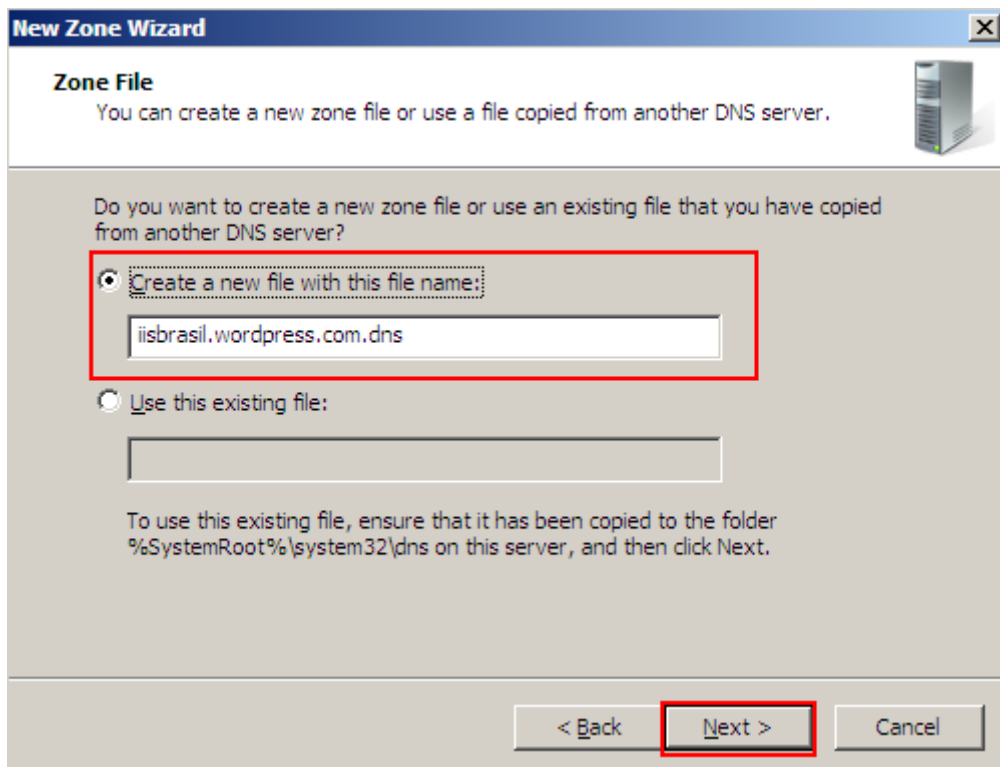 New Zone Wizard
Zone File
You can create a new zone file or use a file copied from another DNS server.
Do you want to create a new zone file or use an existing file that you have copied
from another DNS server?
Create a new file with this file name:
iisbrasil.wordpress.com.dns
Use this existing file:
To use this existing file, ensure that it has been copied to the folder
%SystemRoot%\system32\dns on this server, and then click Next.
< Back Next > Cancel